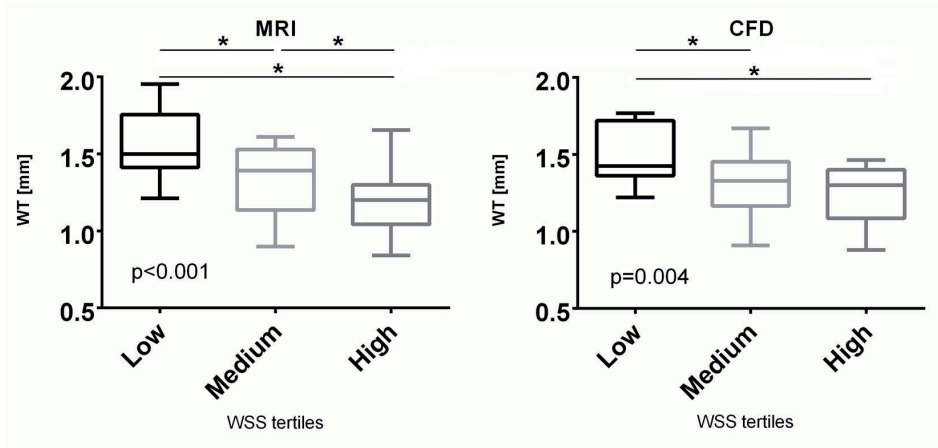 MRI
* *
*
2.0
1.5
1.0
0.5
WT [mm]
p<0.001
Low
Medium
High
WSS tertiles
CFD
*
*
2.0
1.5
1.0
0.5
WT [mm]
p=0.004
Low
Medium
High
WSS tertiles